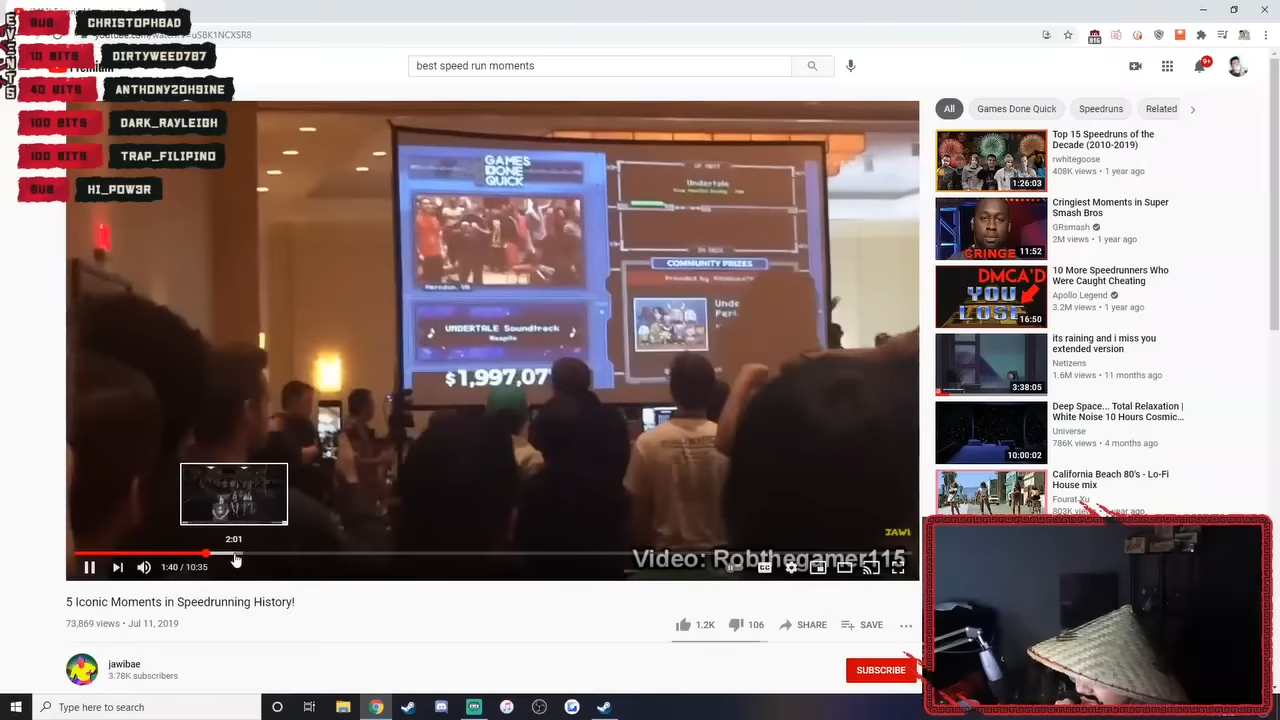 EVENTS
SUB CHRISTOPHBAD
10 BITS DIRTYWEED787
40 BITS ANTHONYZOHGINE
100 BITS DARK_RAYLEIGH
100 BITS TRAP_FILIPINO
SUB HI_POW3R
best speed run moments
816
9+
All
Games Done Quick
Speedruns
Related
DONE
QUICK
Undertale
COMMUNITY PRIZES
Unde
UNDERTALE Soundtrack
JAWI
Video: Robthegamer115
2:01
1:40 / 10:35
5 Iconic Moments in Speedrunning History!
73,869 views • Jul 11, 2019
1.2K
106
SHARE
SAVE
jawibae
3.78K subscribers
SUBSCRIBE
Top 15 Speedruns of the
Decade (2010-2019)
rwhitegoose
408K views • 1 year ago
1:26:03
Cringiest Moments in Super
Smash Bros
GRsmash
2M views • 1 year ago
CRINGE
11:52
10 More Speedrunners Who
Were Caught Cheating
Apollo Legend
3.2M views • 1 year ago
DMCA'D
YOU
LOSE
16:50
its raining and i miss you
extended version
Netizens
1.6M views • 11 months ago
3:38:05
Deep Space... Total Relaxation |
White Noise 10 Hours Cosmic...
Universe
786K views • 4 months ago
10:00:02
California Beach 80's - Lo-Fi
House mix
Fourat Xu
Type here to search